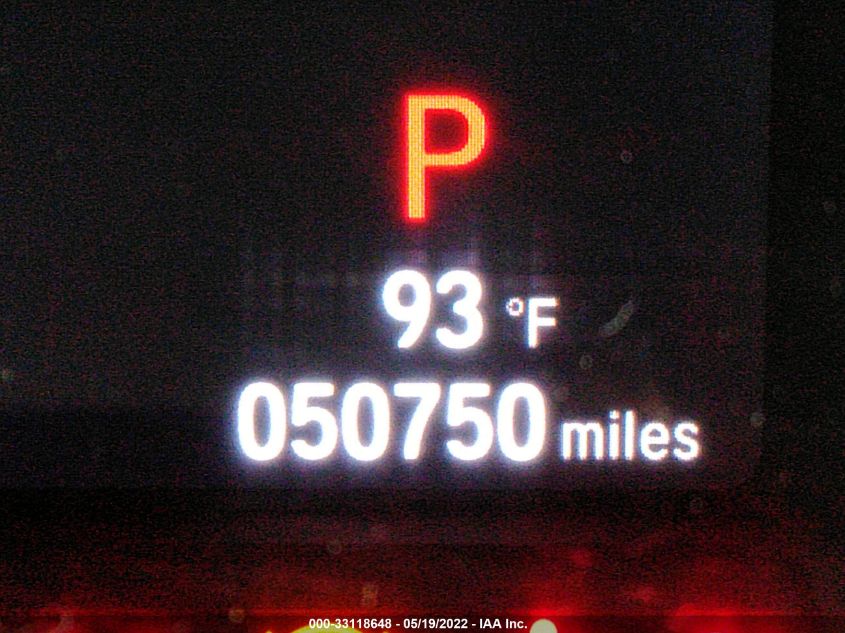 P
93 °F
050750 miles
000-33118648 - 05/19/2022 - IAA Inc.